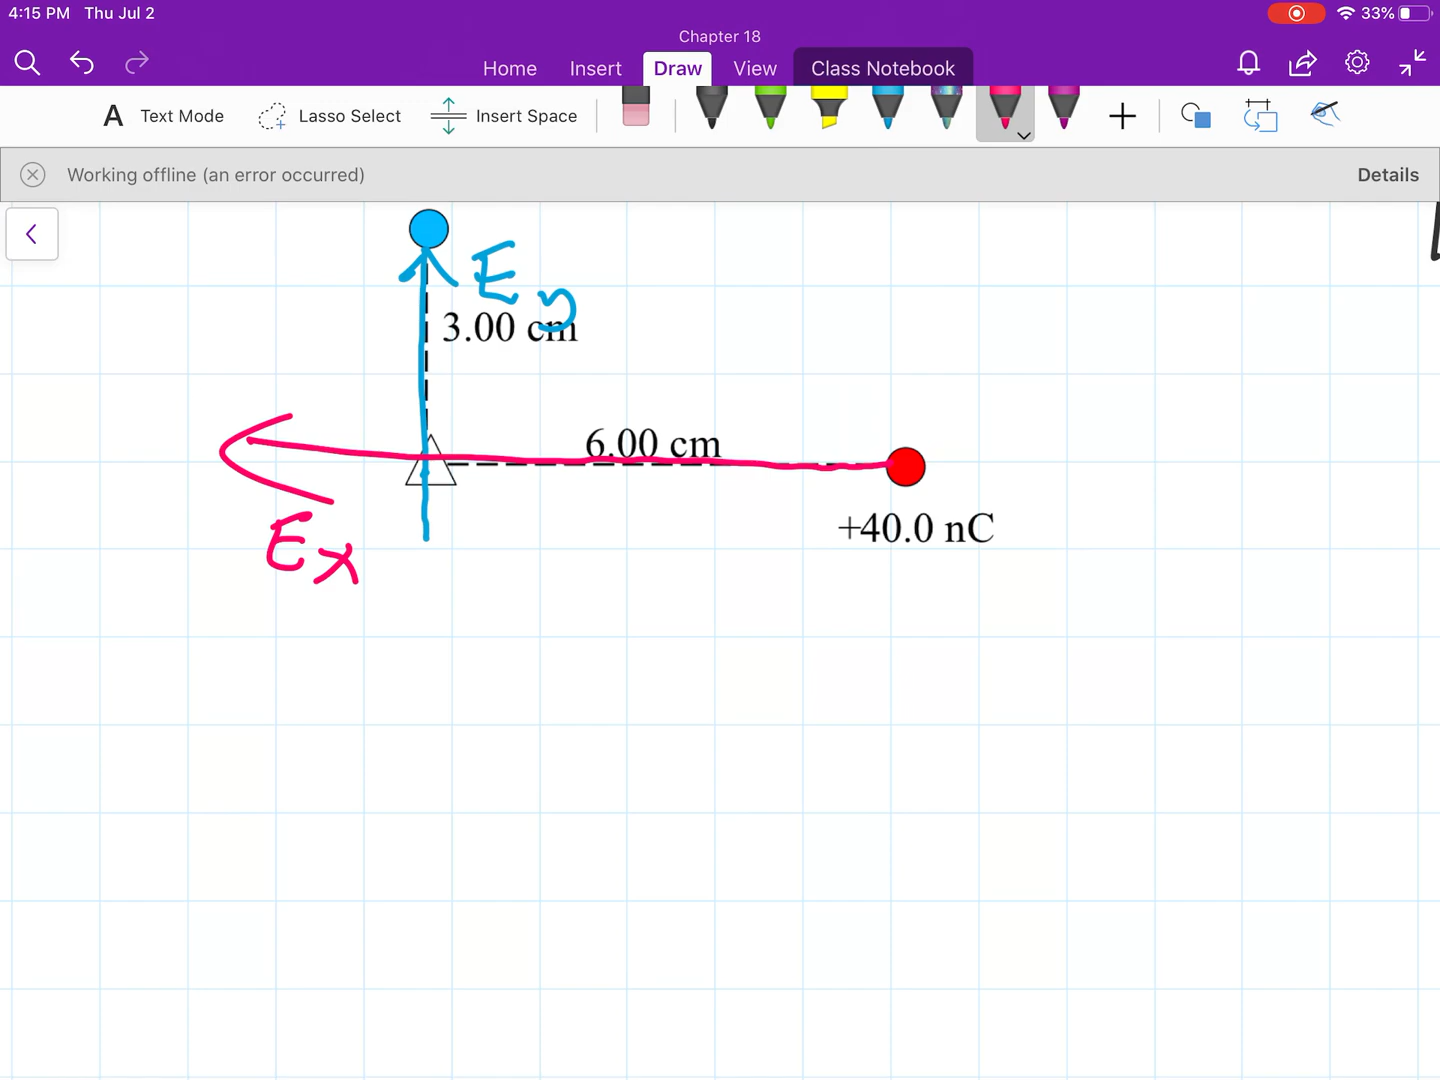 4:15 PM Thu Jul 2
33%
Chapter 18
Home Insert Draw View Class Notebook
A Text Mode Lasso Select Insert Space
Working offline (an error occurred) Details
Ey
3.00 cm
6.00 cm
+40.0 nC
Ex